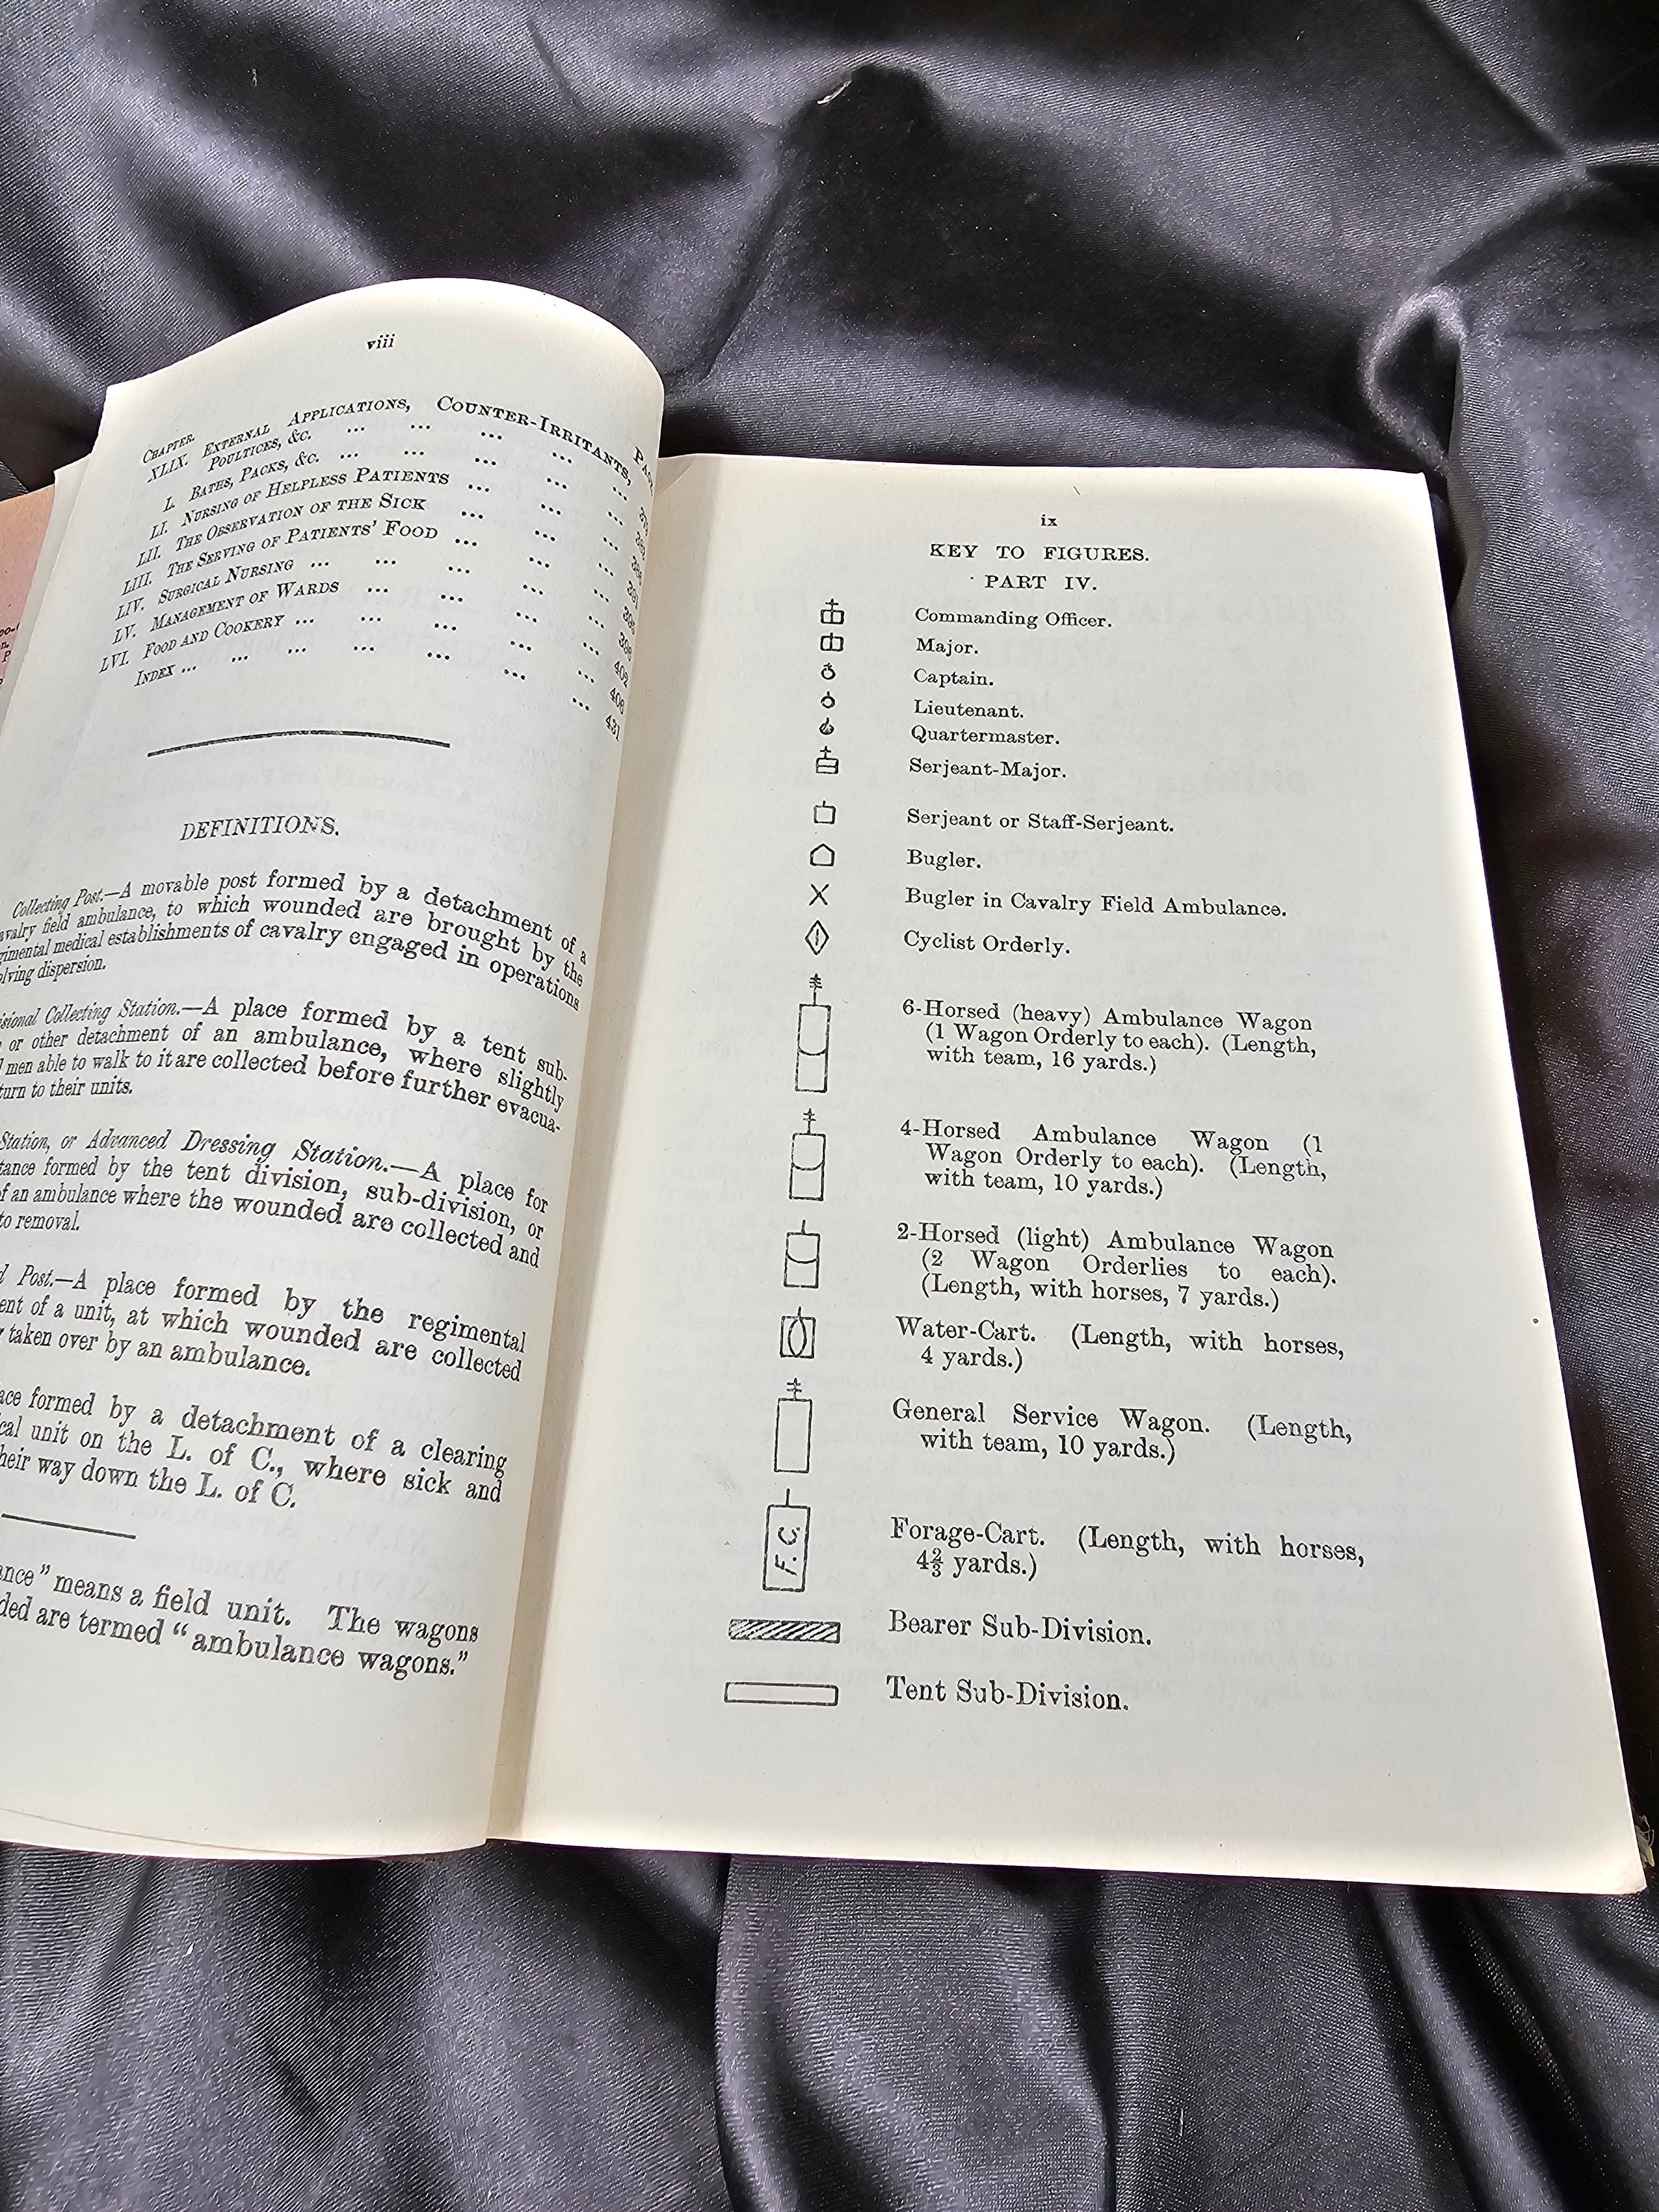 viii
CHAPTER.
XLIX. EXTERNAL APPLICATIONS, COUNTER-IRRITANTS,
POULTICES, &C. ... ... ... ... ...
L. BATHS, PACKS, &C. ... ... ... ... ...
LI. NURSING OF HELPLESS PATIENTS ... ... ...
LII. THE OBSERVATION OF THE SICK ... ... ...
LIII. THE SERVING OF PATIENTS' FOOD ... ... ...
LIV. SURGICAL NURSING ... ... ... ... ...
LV. MANAGEMENT OF WARDS ... ... ... ... 402
LVI. FOOD AND COOKERY ... ... ... ... ... 406
INDEX ... ... ... ... ... ... ... 431
DEFINITIONS.
Collecting Post.—A movable post formed by a detachment of a
field ambulance, to which wounded are brought by the
medical establishments of cavalry engaged in operations
dispersion.
Collecting Station.—A place formed by a tent sub-
or other detachment of an ambulance, where slightly
men able to walk to it are collected before further evacua-
to their units.
Station, or Advanced Dressing Station.—A place for
formed by the tent division, sub-division, or
of an ambulance where the wounded are collected and
to removal.
Post.—A place formed by the regimental
of a unit, at which wounded are collected
taken over by an ambulance.
formed by a detachment of a clearing
unit on the L. of C., where sick and
their way down the L. of C.
means a field unit. The wagons
are termed "ambulance wagons."
ix
KEY TO FIGURES.
PART IV.
Commanding Officer.
Major.
Captain.
Lieutenant.
Quartermaster.
Serjeant-Major.
Serjeant or Staff-Serjeant.
Bugler.
Bugler in Cavalry Field Ambulance.
Cyclist Orderly.
6-Horsed (heavy) Ambulance Wagon
(1 Wagon Orderly to each). (Length,
with team, 16 yards.)
4-Horsed Ambulance Wagon (1
Wagon Orderly to each). (Length,
with team, 10 yards.)
2-Horsed (light) Ambulance Wagon
(2 Wagon Orderlies to each).
(Length, with horses, 7 yards.)
Water-Cart. (Length, with horses,
4 yards.)
General Service Wagon. (Length,
with team, 10 yards.)
F.C.
Forage-Cart. (Length, with horses,
4⅔ yards.)
Bearer Sub-Division.
Tent Sub-Division.